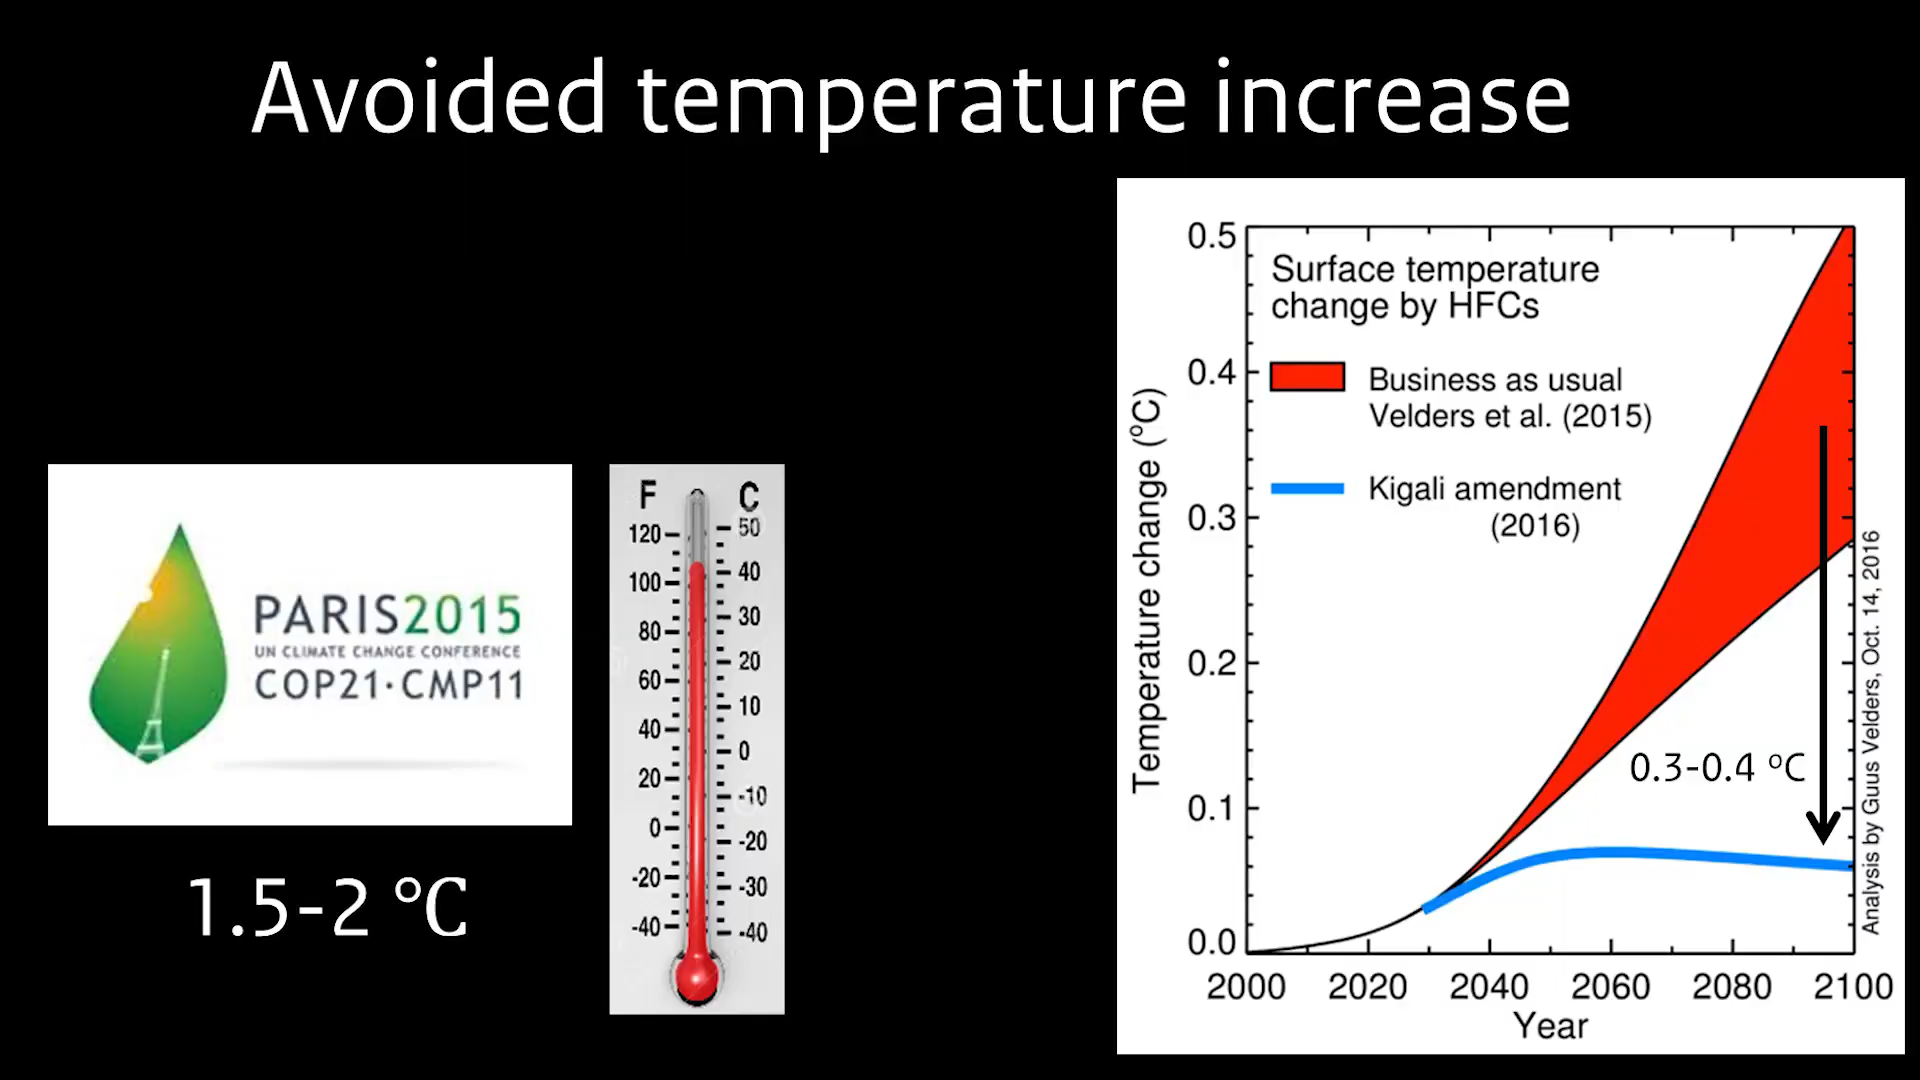 Avoided temperature increase
PARIS2015
UN CLIMATE CHANGE CONFERENCE
COP21·CMP11
1.5-2 °C
F C
120 50
100 40
80 30
60 20
40 10
20 0
0 -10
-20 -20
-40 -30
-40
Surface temperature
change by HFCs
Business as usual
Velders et al. (2015)
Kigali amendment
(2016)
0.3-0.4 ºC
Temperature change (ºC)
0.5
0.4
0.3
0.2
0.1
0.0
2000 2020 2040 2060 2080 2100
Year
Analysis by Guus Velders, Oct. 14, 2016